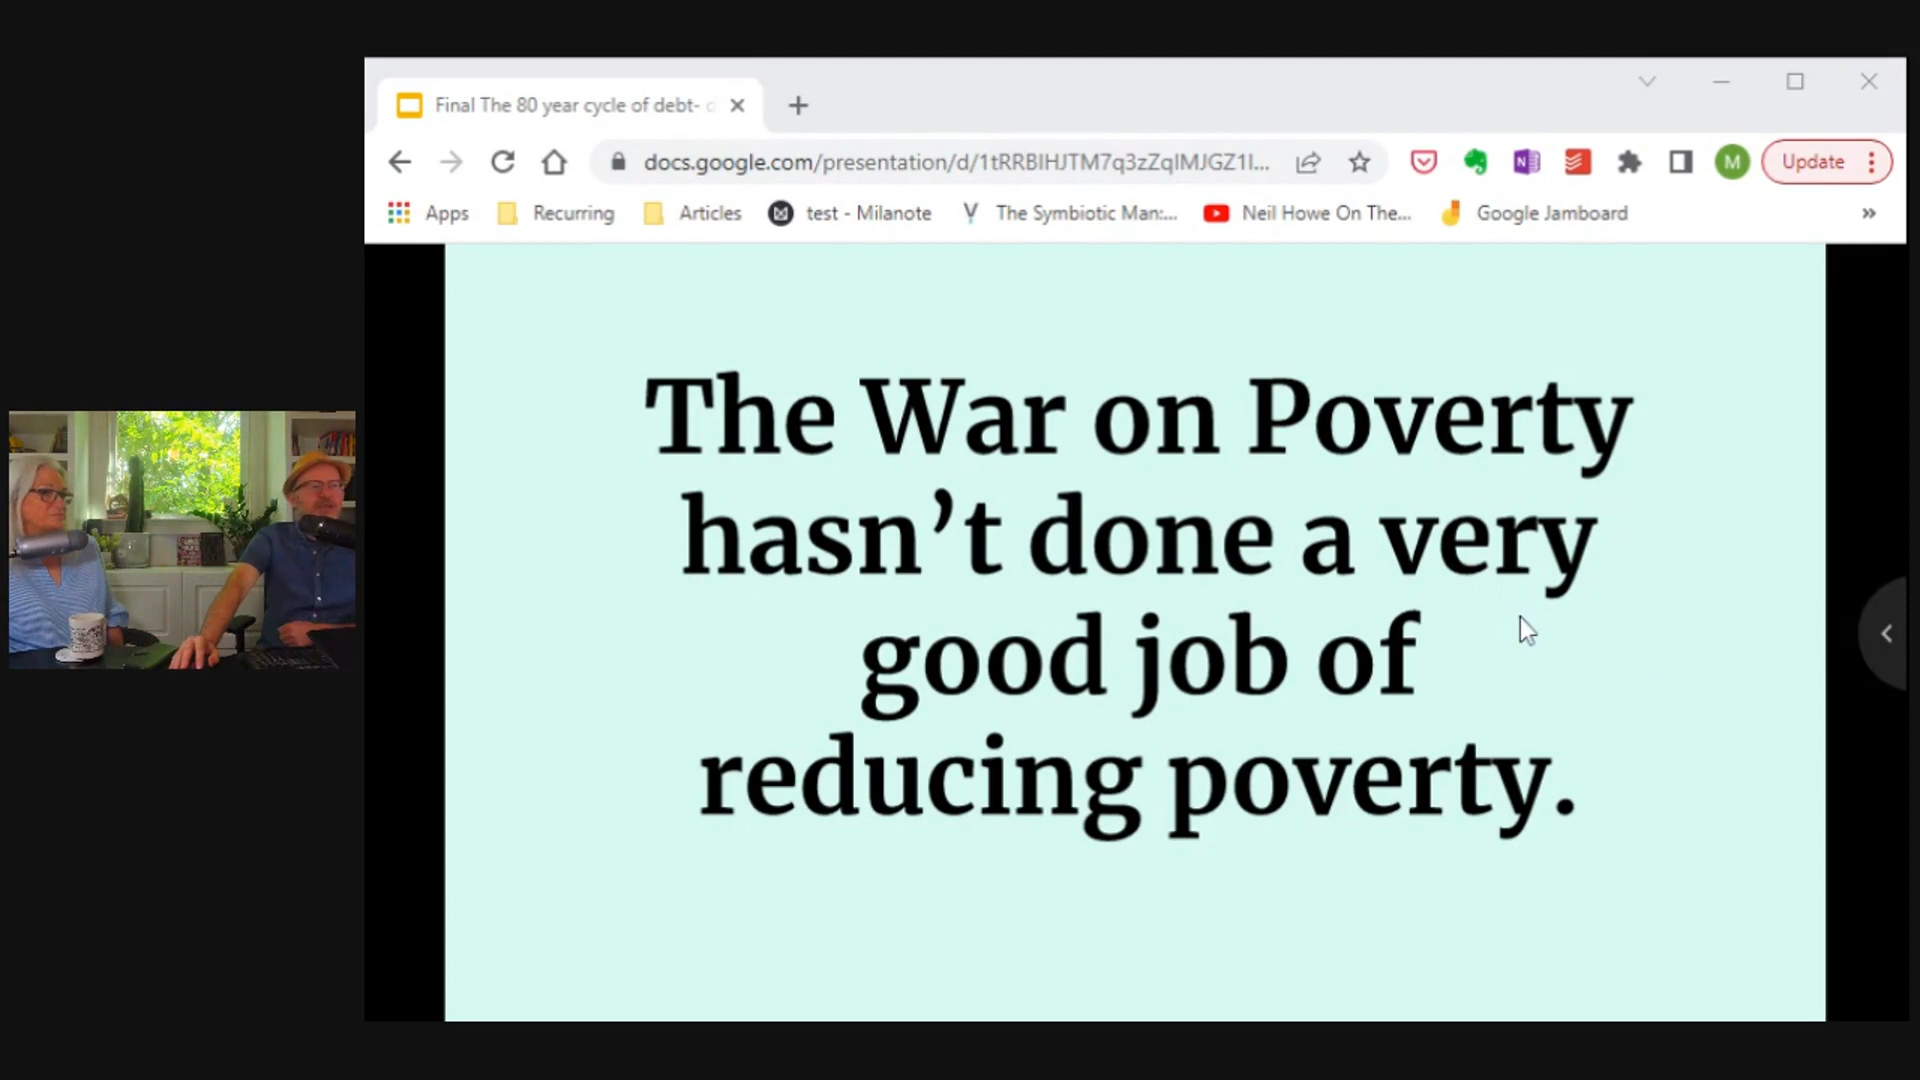 Final The 80 year cycle of debt-
docs.google.com/presentation/d/1tRRBIHJTM7q3zZqIMJGZ1I...
M
Update
Apps
Recurring
Articles
test - Milanote
The Symbiotic Man:...
Neil Howe On The...
Google Jamboard
The War on Poverty
hasn’t done a very
good job of
reducing poverty.